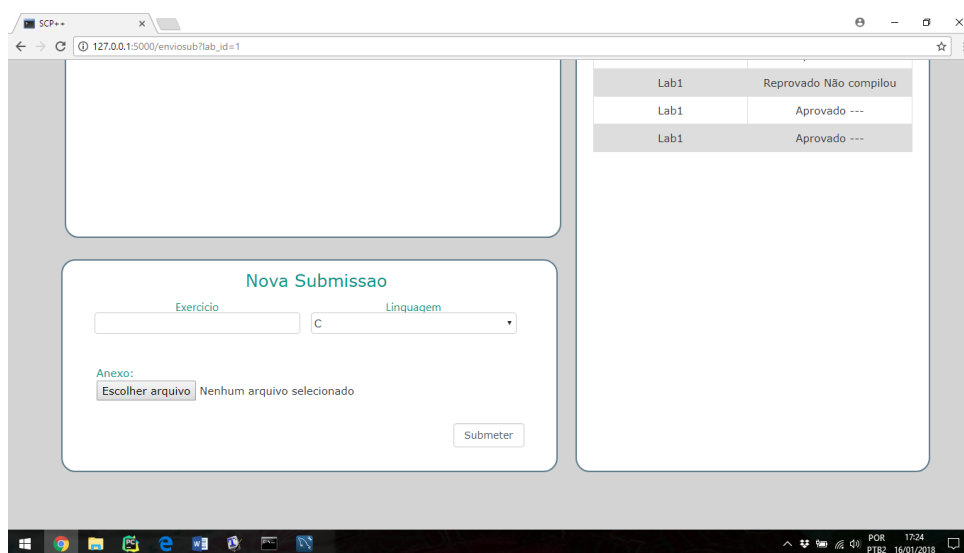 SCP++
127.0.0.1:5000/enviosub?lab_id=1
Lab1 Reprovado Não compilou
Lab1 Aprovado ---
Lab1 Aprovado ---
Nova Submissao
Exercicio Linguagem
C
Anexo:
Escolher arquivo Nenhum arquivo selecionado
Submeter
POR 17:24
PTB2 16/01/2018